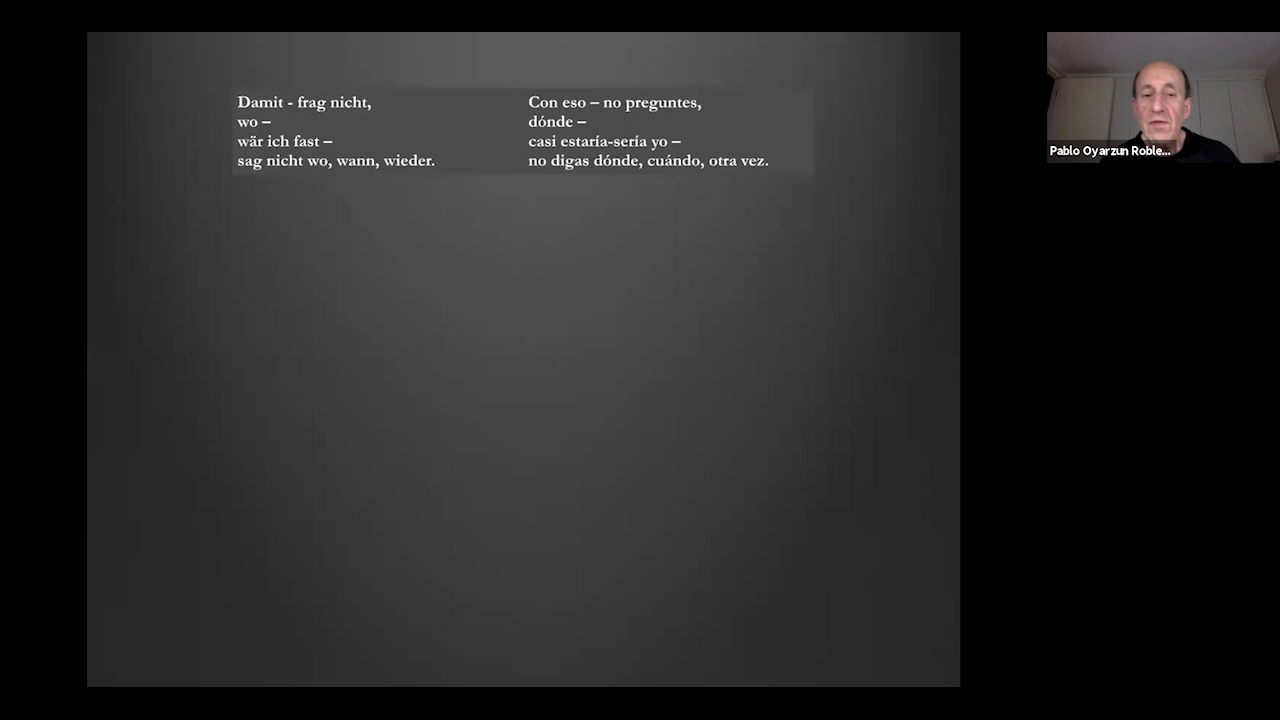 Damit - frag nicht,
wo –
wär ich fast –
sag nicht wo, wann, wieder.
Con eso – no preguntes,
dónde –
casi estaría-sería yo –
no digas dónde, cuándo, otra vez.
Pablo Oyarzun Roble...